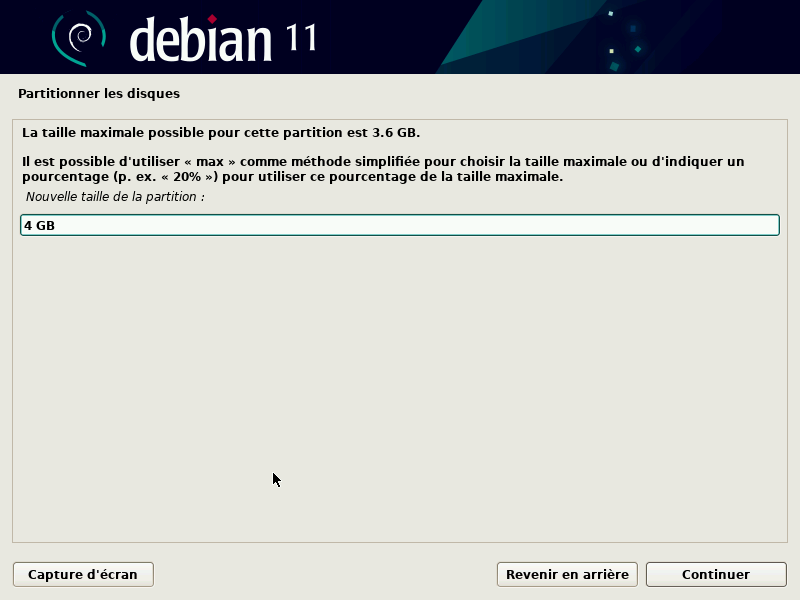 debian 11
Partitionner les disques
La taille maximale possible pour cette partition est 3.6 GB.
Il est possible d'utiliser « max » comme méthode simplifiée pour choisir la taille maximale ou d'indiquer un
pourcentage (p. ex. « 20% ») pour utiliser ce pourcentage de la taille maximale.
Nouvelle taille de la partition :
4 GB
Capture d'écran
Revenir en arrière
Continuer